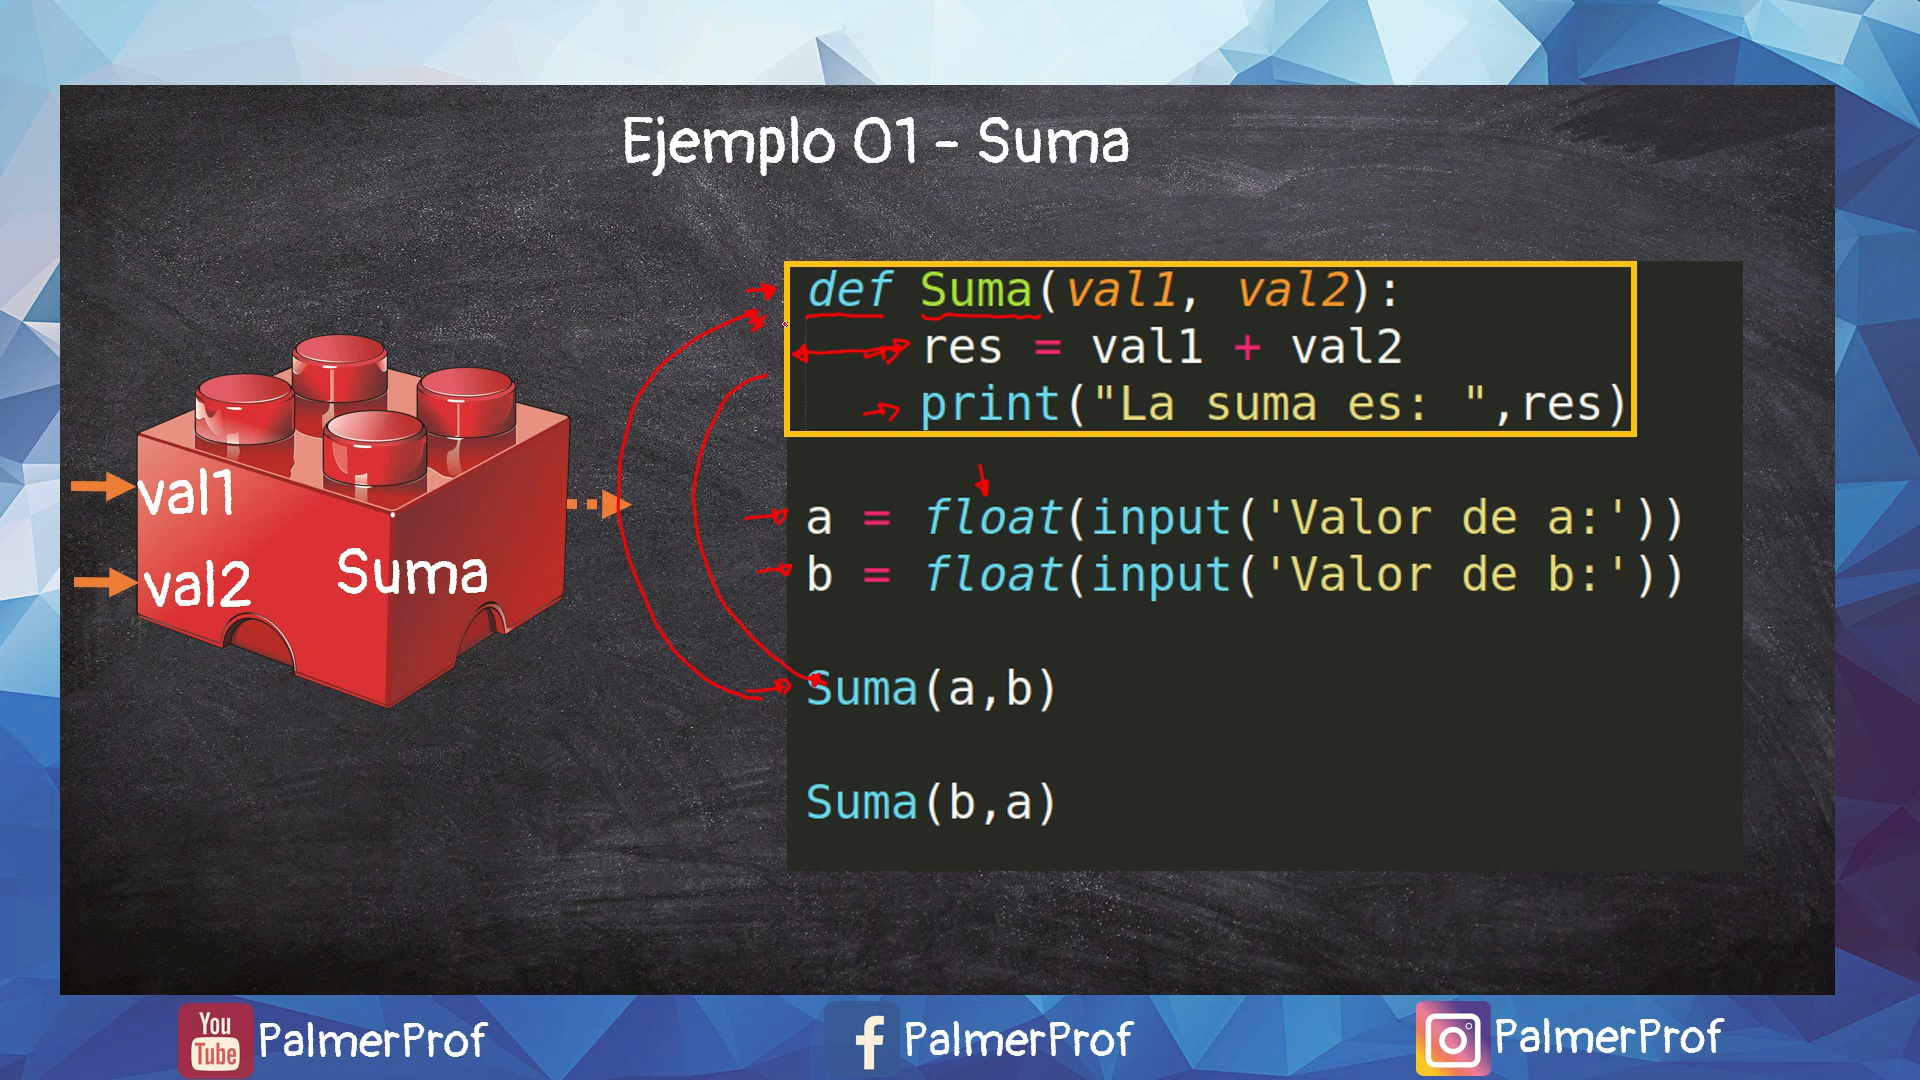 Ejemplo 01 - Suma
val1
val2
Suma
def Suma(val1, val2):
res = val1 + val2
print("La suma es: ",res)
a = float(input('Valor de a:'))
b = float(input('Valor de b:'))
Suma(a,b)
Suma(b,a)
You
Tube
PalmerProf
f
PalmerProf
PalmerProf